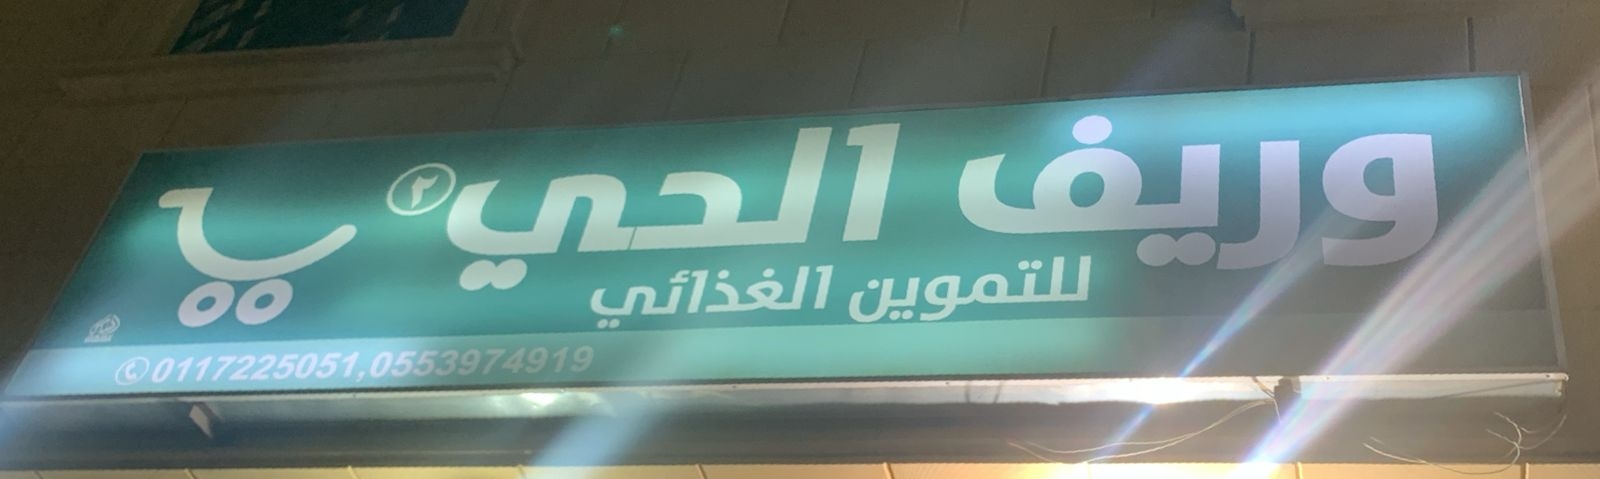 وريف الحي ٢
للتموين الغذائي
0117225051,0553974919